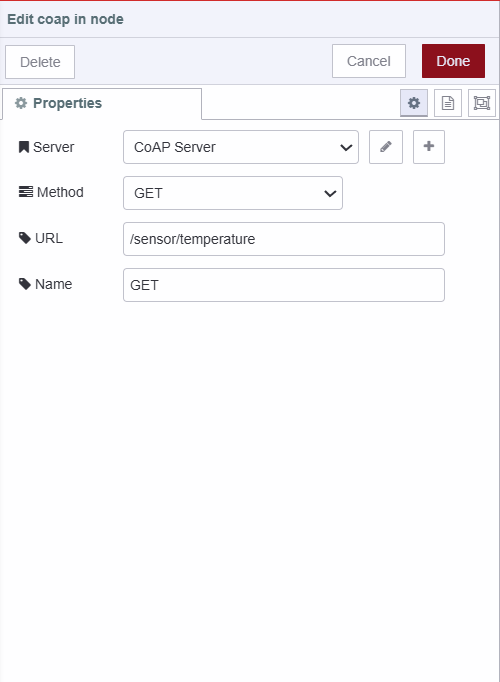 Edit coap in node
Delete Cancel Done
Properties
Server CoAP Server
Method GET
URL /sensor/temperature
Name GET